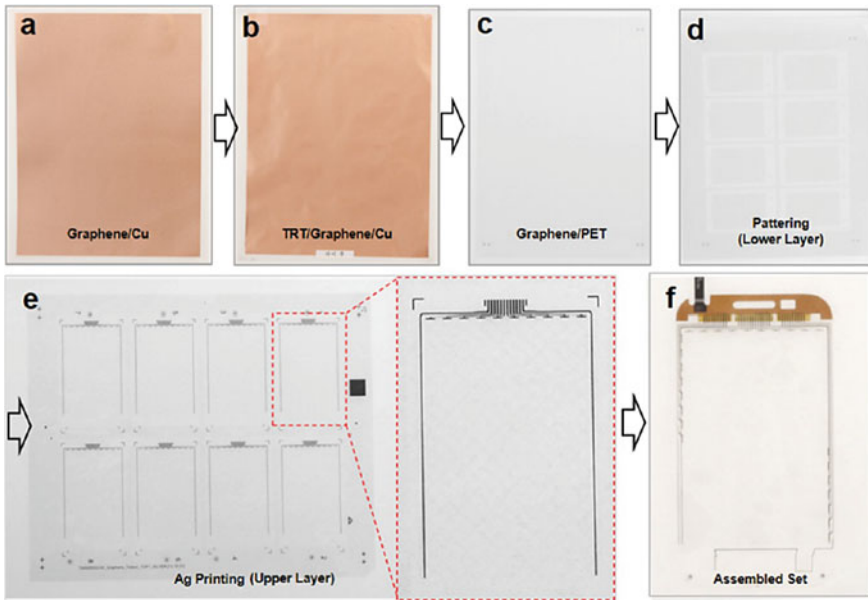 a
Graphene/Cu
b
TRT/Graphene/Cu
c
Graphene/PET
d
Pattering
(Lower Layer)
e
Ag Printing (Upper Layer)
f
Assembled Set